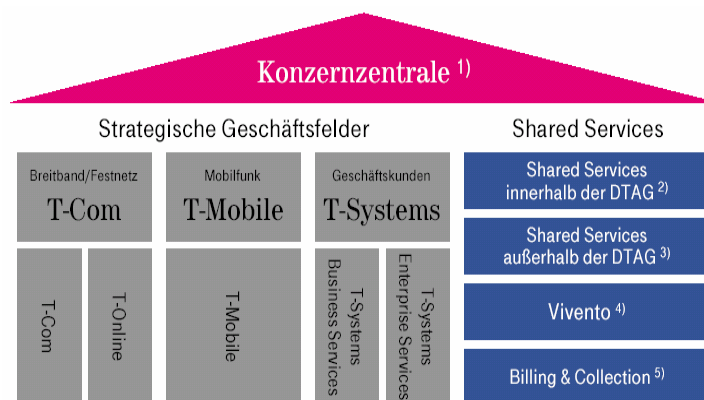 Konzernzentrale 1)
Strategische Geschäftsfelder
Shared Services
Breitband/Festnetz
T-Com
Mobilfunk
T-Mobile
Geschäftskunden
T-Systems
T-Com
T-Online
T-Mobile
T-Systems
Business Services
T-Systems
Enterprise Services
Shared Services
innerhalb der DTAG 2)
Shared Services
außerhalb der DTAG 3)
Vivento 4)
Billing & Collection 5)